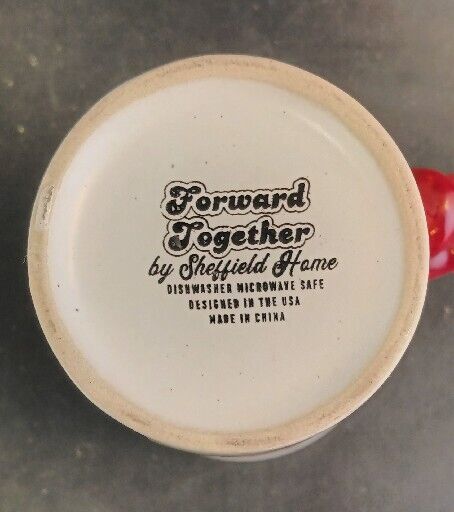 Forward
Together
by Sheffield Home
DISHWASHER MICROWAVE SAFE
DESIGNED IN THE USA
MADE IN CHINA